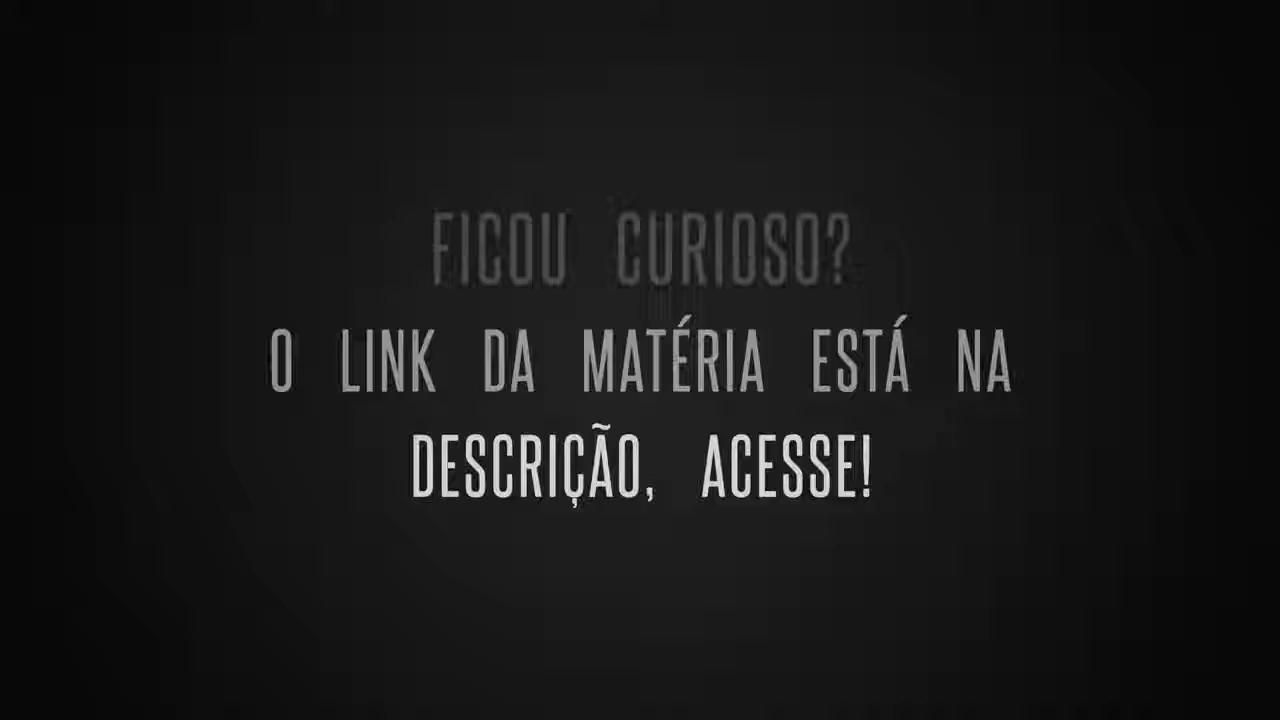 FICOU CURIOSO?
O LINK DA MATÉRIA ESTÁ NA
DESCRIÇÃO, ACESSE!